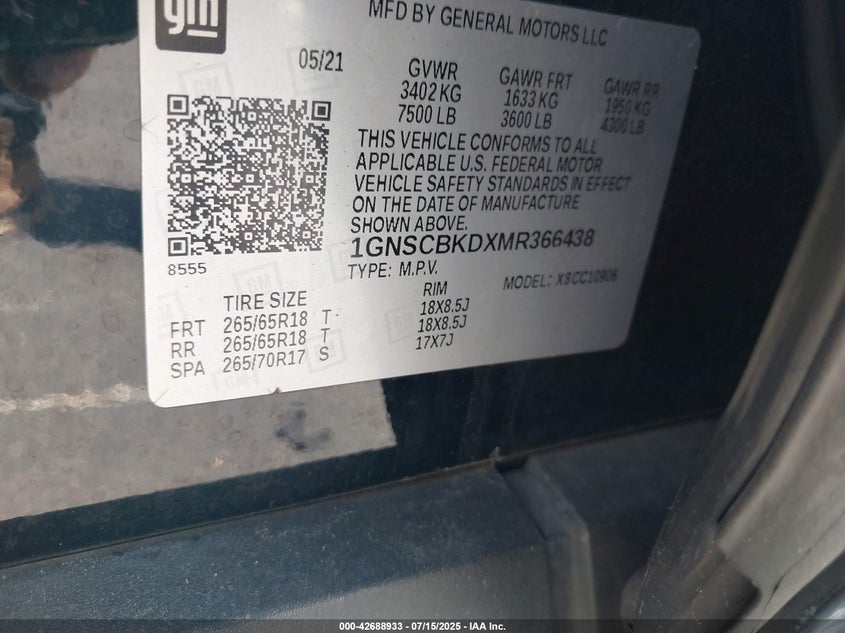 gm
MFD BY GENERAL MOTORS LLC
05/21
GVWR GAWR FRT GAWR RR
3402 KG 1633 KG 1950 KG
7500 LB 3600 LB 4300 LB
THIS VEHICLE CONFORMS TO ALL
APPLICABLE U.S. FEDERAL MOTOR
VEHICLE SAFETY STANDARDS IN EFFECT
ON THE DATE OF MANUFACTURE
SHOWN ABOVE.
1GNSCBKDXMR366438
8555
TYPE: M.P.V. MODEL: X8CC10906
TIRE SIZE RIM
FRT 265/65R18 T 18X8.5J
RR 265/65R18 T 18X8.5J
SPA 265/70R17 S 17X7J
000-42688933 / 07/15/2025 - IAA Inc.